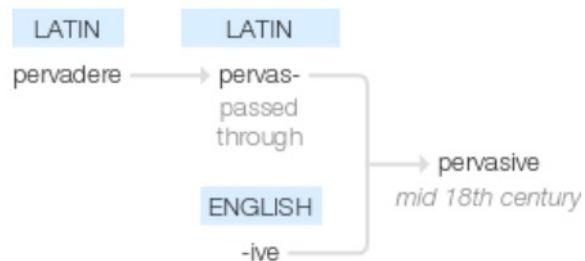 LATIN LATIN
pervadere pervas-
passed
through
pervasive
ENGLISH mid 18th century
-ive